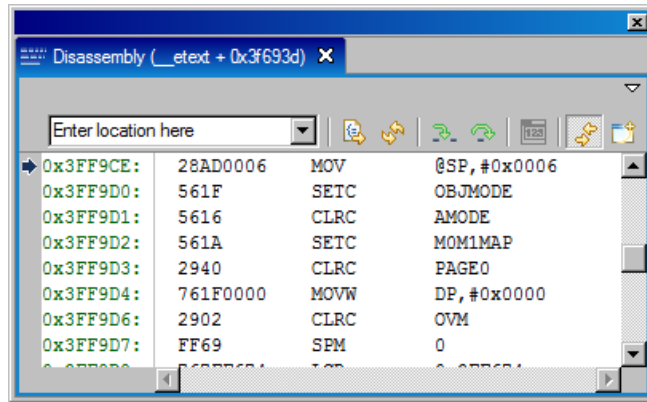 Disassembly (__etext + 0x3f693d)
Enter location here
0x3FF9CE: 28AD0006 MOV @SP,#0x0006
0x3FF9D0: 561F SETC OBJMODE
0x3FF9D1: 5616 CLRC AMODE
0x3FF9D2: 561A SETC M0M1MAP
0x3FF9D3: 2940 CLRC PAGE0
0x3FF9D4: 761F0000 MOVW DP,#0x0000
0x3FF9D6: 2902 CLRC OVM
0x3FF9D7: FF69 SPM 0